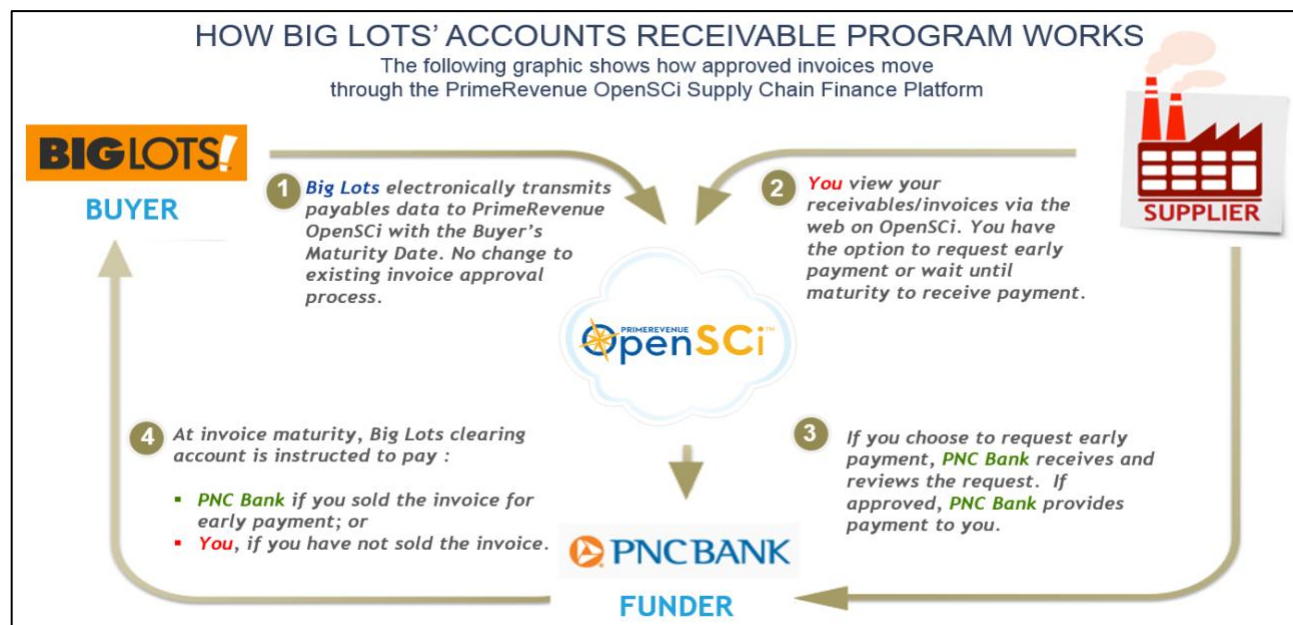 HOW BIG LOTS' ACCOUNTS RECEIVABLE PROGRAM WORKS
The following graphic shows how approved invoices move
through the PrimeRevenue OpenSCi Supply Chain Finance Platform
BIGLOTS!
BUYER
1
Big Lots electronically transmits
payables data to PrimeRevenue
OpenSCi with the Buyer's
Maturity Date. No change to
existing invoice approval
process.
2
You view your
receivables/invoices via the
web on OpenSCi. You have
the option to request early
payment or wait until
maturity to receive payment.
SUPPLIER
PRIMEREVENUE
OpenSCi™
4
At invoice maturity, Big Lots clearing
account is instructed to pay :
▪ PNC Bank if you sold the invoice for
early payment; or
▪ You, if you have not sold the invoice.
3
If you choose to request early
payment, PNC Bank receives and
reviews the request. If
approved, PNC Bank provides
payment to you.
PNCBANK
FUNDER